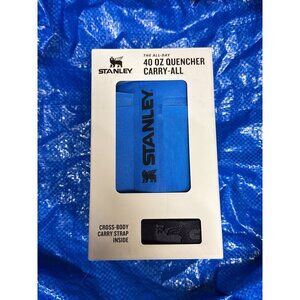 THE ALL-DAY
40 OZ QUENCHER
CARRY-ALL
STANLEY
STANLEY
CROSS-BODY
CARRY STRAP
INSIDE